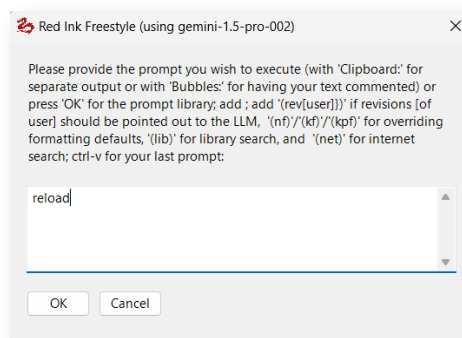 Red Ink Freestyle (using gemini-1.5-pro-002)
Please provide the prompt you wish to execute (with 'Clipboard:' for
separate output or with 'Bubbles:' for having your text commented) or
press 'OK' for the prompt library; add ; add '(rev[user]})' if revisions [of
user] should be pointed out to the LLM,  '(nf)'/'(kf)'/'(kpf)' for overriding
formatting defaults, '(lib)' for library search, and  '(net)' for internet
search; ctrl-v for your last prompt:
reload
OK Cancel